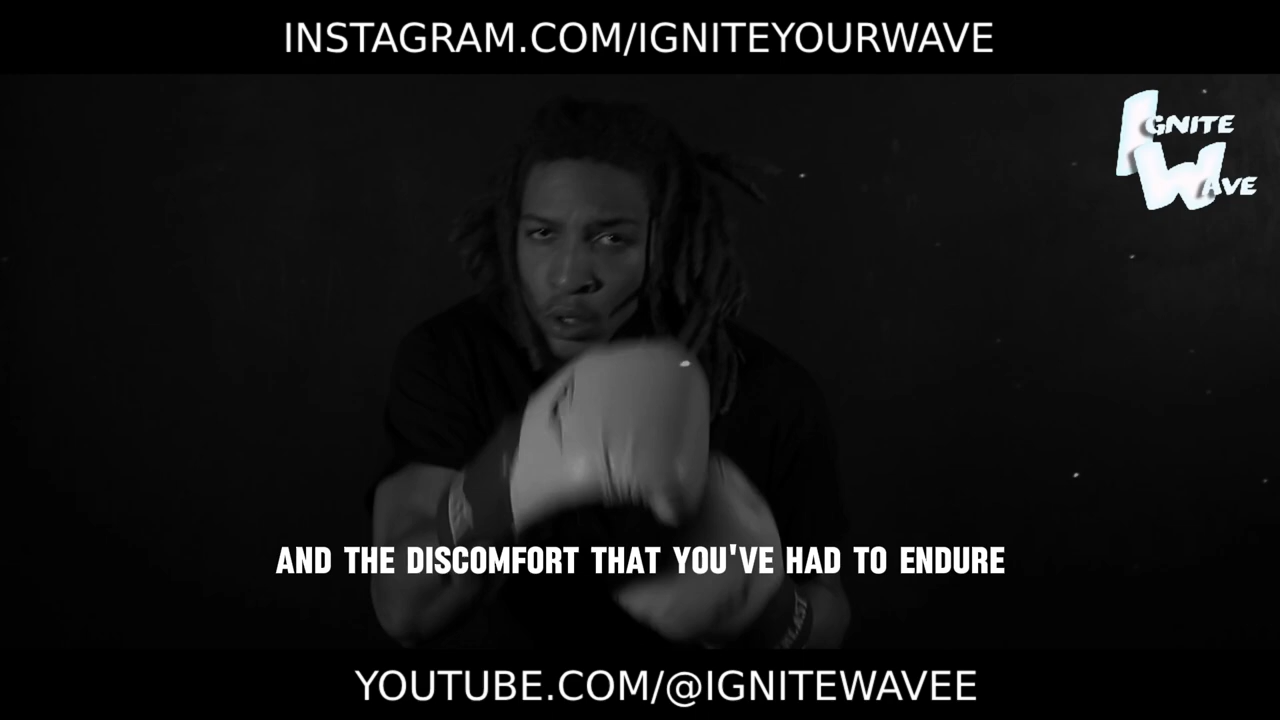 INSTAGRAM.COM/IGNITEYOURWAVE
IGNITE
WAVE
AND THE DISCOMFORT THAT YOU'VE HAD TO ENDURE
YOUTUBE.COM/@IGNITEWAVEE